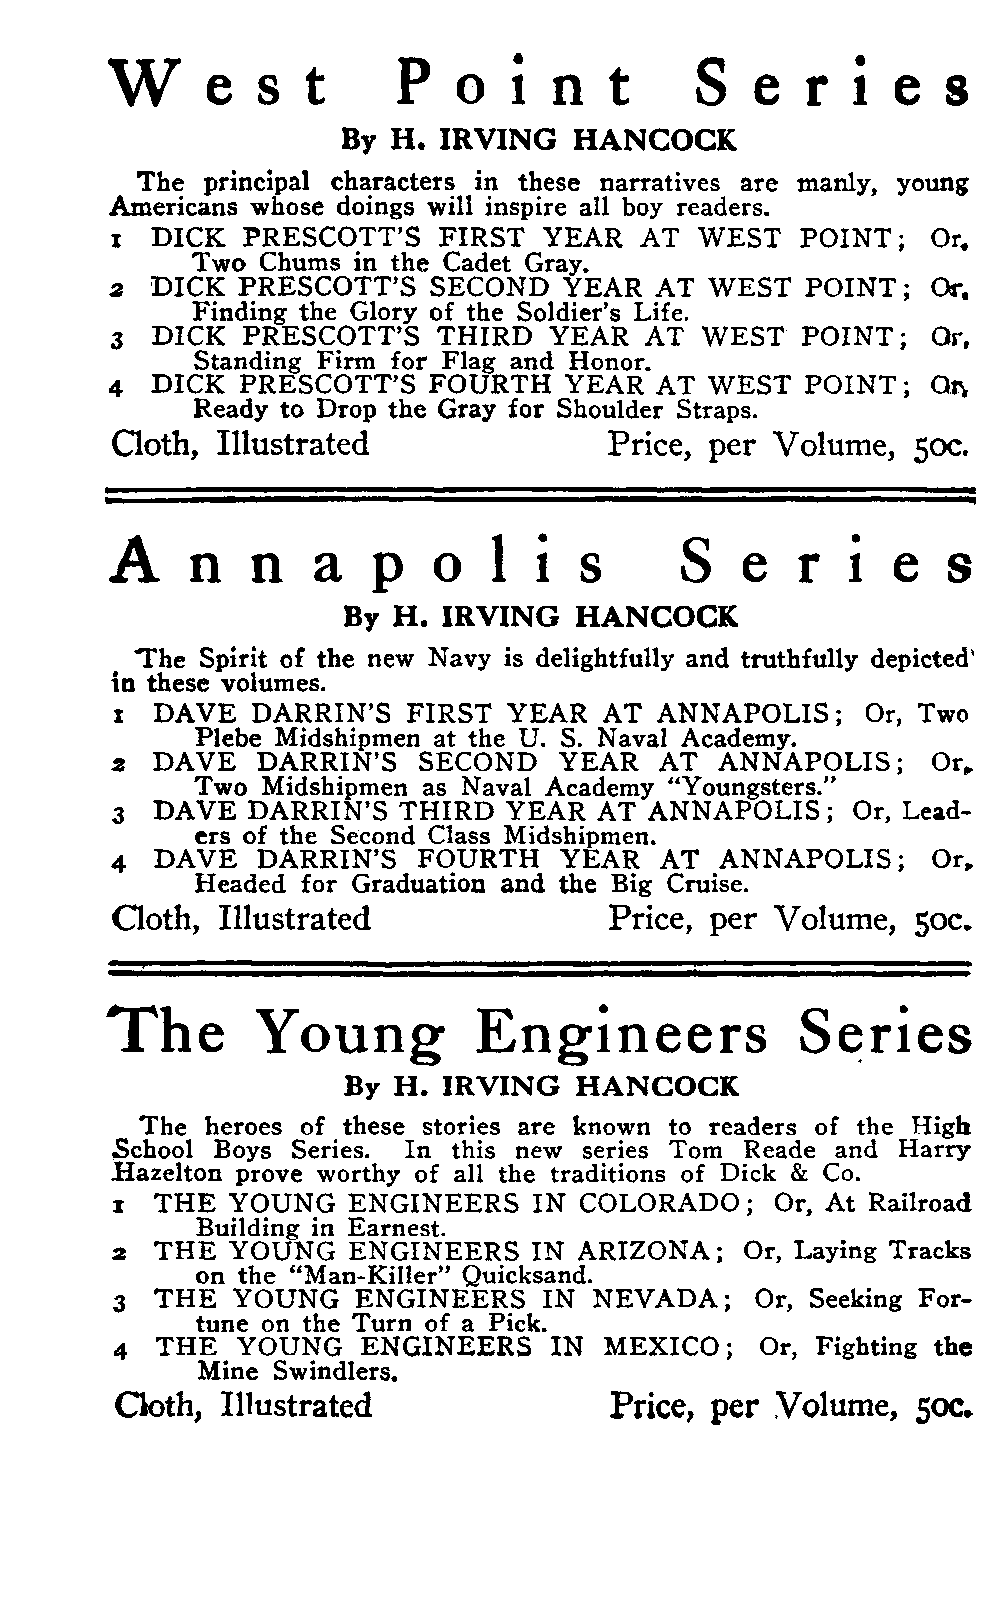 West Point Series
By H. IRVING HANCOCK
The principal characters in these narratives are manly, young
Americans whose doings will inspire all boy readers.
1 DICK PRESCOTT'S FIRST YEAR AT WEST POINT; Or,
Two Chums in the Cadet Gray.
2 DICK PRESCOTT'S SECOND YEAR AT WEST POINT; Or,
Finding the Glory of the Soldier's Life.
3 DICK PRESCOTT'S THIRD YEAR AT WEST POINT; Or,
Standing Firm for Flag and Honor.
4 DICK PRESCOTT'S FOURTH YEAR AT WEST POINT; Or,
Ready to Drop the Gray for Shoulder Straps.
Cloth, Illustrated Price, per Volume, 50c.
Annapolis Series
By H. IRVING HANCOCK
The Spirit of the new Navy is delightfully and truthfully depicted
in these volumes.
1 DAVE DARRIN'S FIRST YEAR AT ANNAPOLIS; Or, Two
Plebe Midshipmen at the U. S. Naval Academy.
2 DAVE DARRIN'S SECOND YEAR AT ANNAPOLIS; Or,
Two Midshipmen as Naval Academy "Youngsters."
3 DAVE DARRIN'S THIRD YEAR AT ANNAPOLIS; Or, Lead-
ers of the Second Class Midshipmen.
4 DAVE DARRIN'S FOURTH YEAR AT ANNAPOLIS; Or,
Headed for Graduation and the Big Cruise.
Cloth, Illustrated Price, per Volume, 50c.
The Young Engineers Series
By H. IRVING HANCOCK
The heroes of these stories are known to readers of the High
School Boys Series. In this new series Tom Reade and Harry
Hazelton prove worthy of all the traditions of Dick & Co.
1 THE YOUNG ENGINEERS IN COLORADO; Or, At Railroad
Building in Earnest.
2 THE YOUNG ENGINEERS IN ARIZONA; Or, Laying Tracks
on the "Man-Killer" Quicksand.
3 THE YOUNG ENGINEERS IN NEVADA; Or, Seeking For-
tune on the Turn of a Pick.
4 THE YOUNG ENGINEERS IN MEXICO; Or, Fighting the
Mine Swindlers.
Cloth, Illustrated Price, per Volume, 50c.